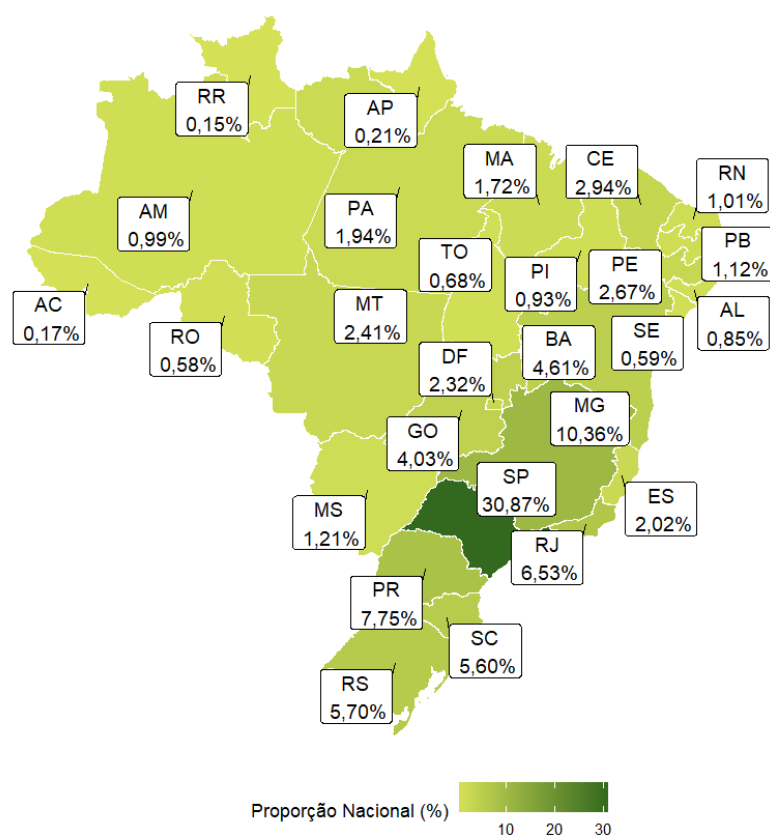 RR
0,15%
AP
0,21%
MA
1,72%
CE
2,94%
RN
1,01%
AM
0,99%
PA
1,94%
TO
0,68%
PI
0,93%
PE
2,67%
PB
1,12%
AC
0,17%
RO
0,58%
MT
2,41%
DF
2,32%
BA
4,61%
SE
0,59%
AL
0,85%
GO
4,03%
MG
10,36%
MS
1,21%
SP
30,87%
ES
2,02%
RJ
6,53%
PR
7,75%
SC
5,60%
RS
5,70%
Proporção Nacional (%)
10 20 30